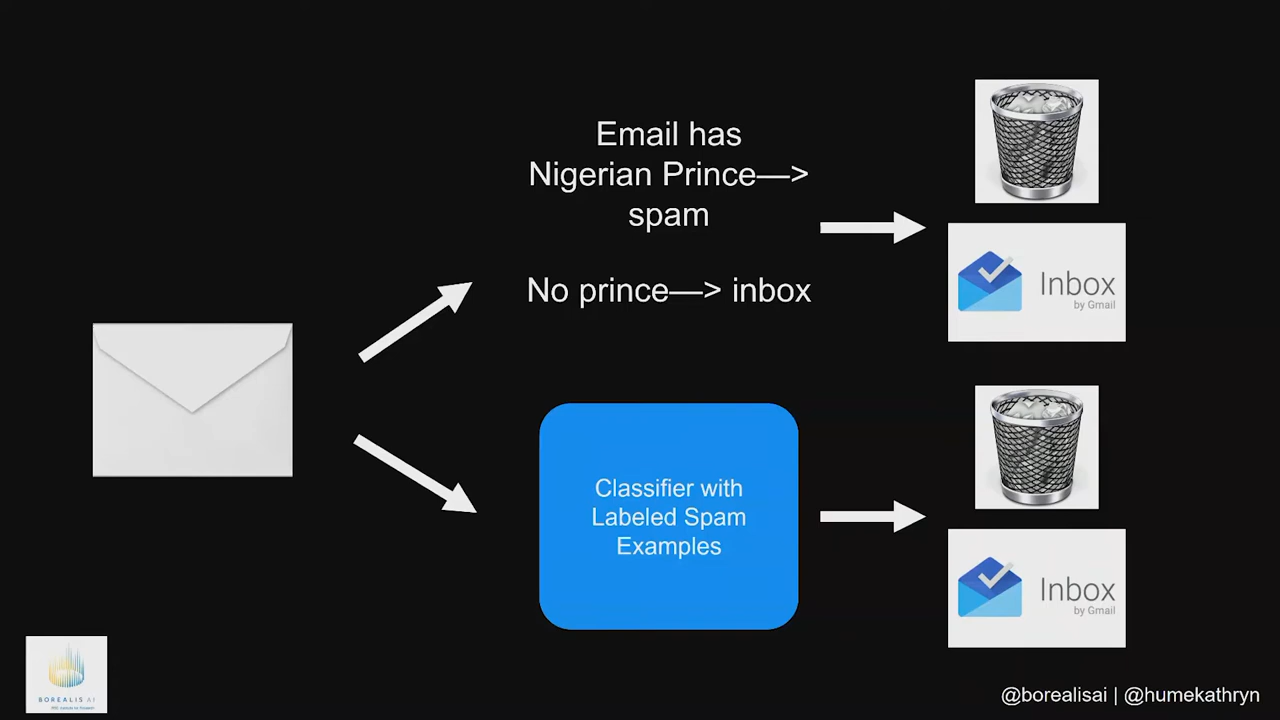 Email has
Nigerian Prince—>
spam
No prince—> inbox
Inbox
by Gmail
Classifier with
Labeled Spam
Examples
Inbox
by Gmail
BOREALIS AI
@borealisai | @humekathryn